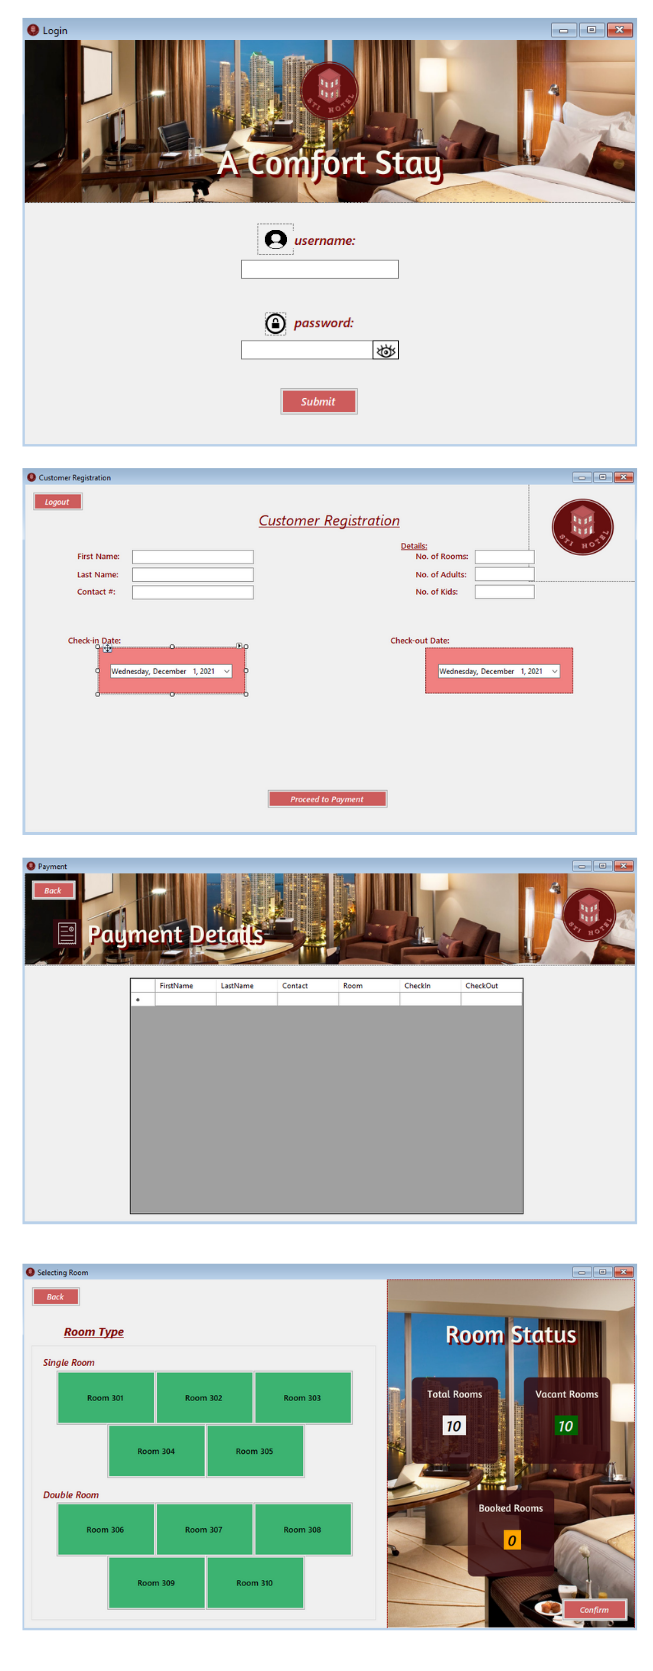 Login
STI HOTEL
A Comfort Stay
username:
password:
Submit
Customer Registration
Logout
Customer Registration
STI HOTEL
Details:
First Name:
No. of Rooms:
Last Name:
No. of Adults:
Contact #:
No. of Kids:
Check-in Date:
Check-out Date:
Wednesday, December 1, 2021
Wednesday, December 1, 2021
Proceed to Payment
Payment
Back
Payment Details
STI HOTEL
FirstName LastName Contact Room CheckIn CheckOut
Selecting Room
Back
Room Type
Room Status
Single Room
Room 301 Room 302 Room 303
Room 304 Room 305
Total Rooms
10
Vacant Rooms
10
Double Room
Room 306 Room 307 Room 308
Room 309 Room 310
Booked Rooms
0
Confirm